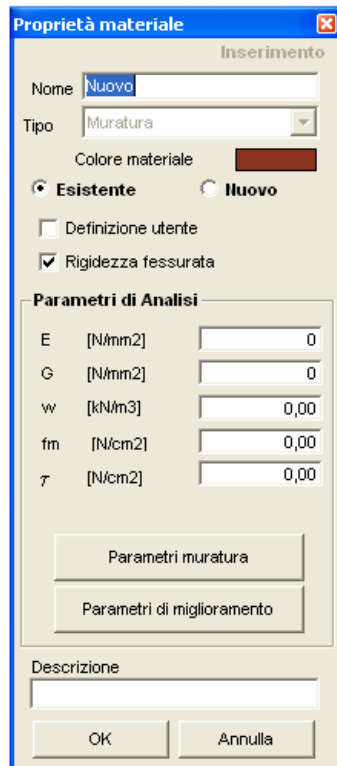 Proprietà materiale
Inserimento
Nome Nuovo
Tipo Muratura
Colore materiale
Esistente Nuovo
Definizione utente
Rigidezza fessurata
Parametri di Analisi
E [N/mm2] 0
G [N/mm2] 0
w [kN/m3] 0,00
fm [N/cm2] 0,00
τ [N/cm2] 0,00
Parametri muratura
Parametri di miglioramento
Descrizione
OK Annulla